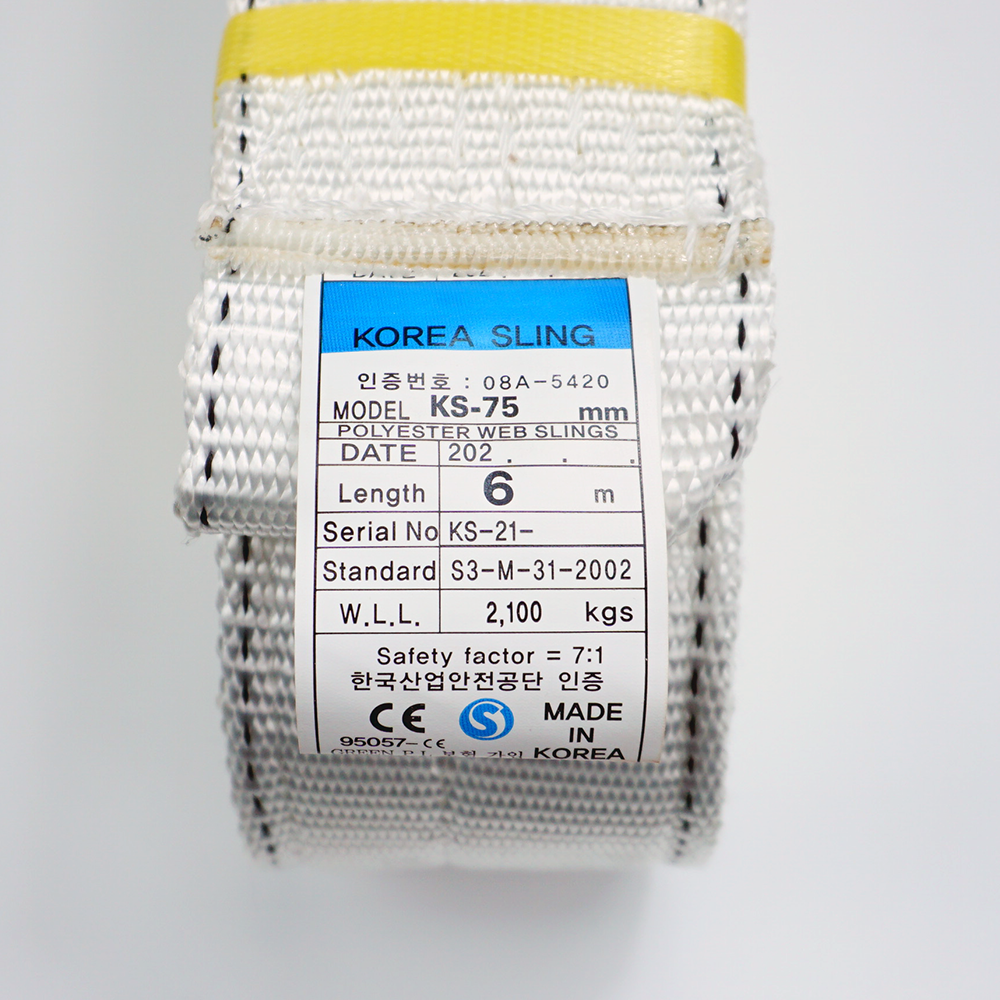 KOREA SLING
인증번호 : 08A-5420
MODEL KS-75 mm
POLYESTER WEB SLINGS
DATE 202 . . .
Length 6 m
Serial No KS-21-
Standard S3-M-31-2002
W.L.L. 2,100 kgs
Safety factor = 7:1
한국산업안전공단 인증
CE S MADE
IN
95057-CE KOREA